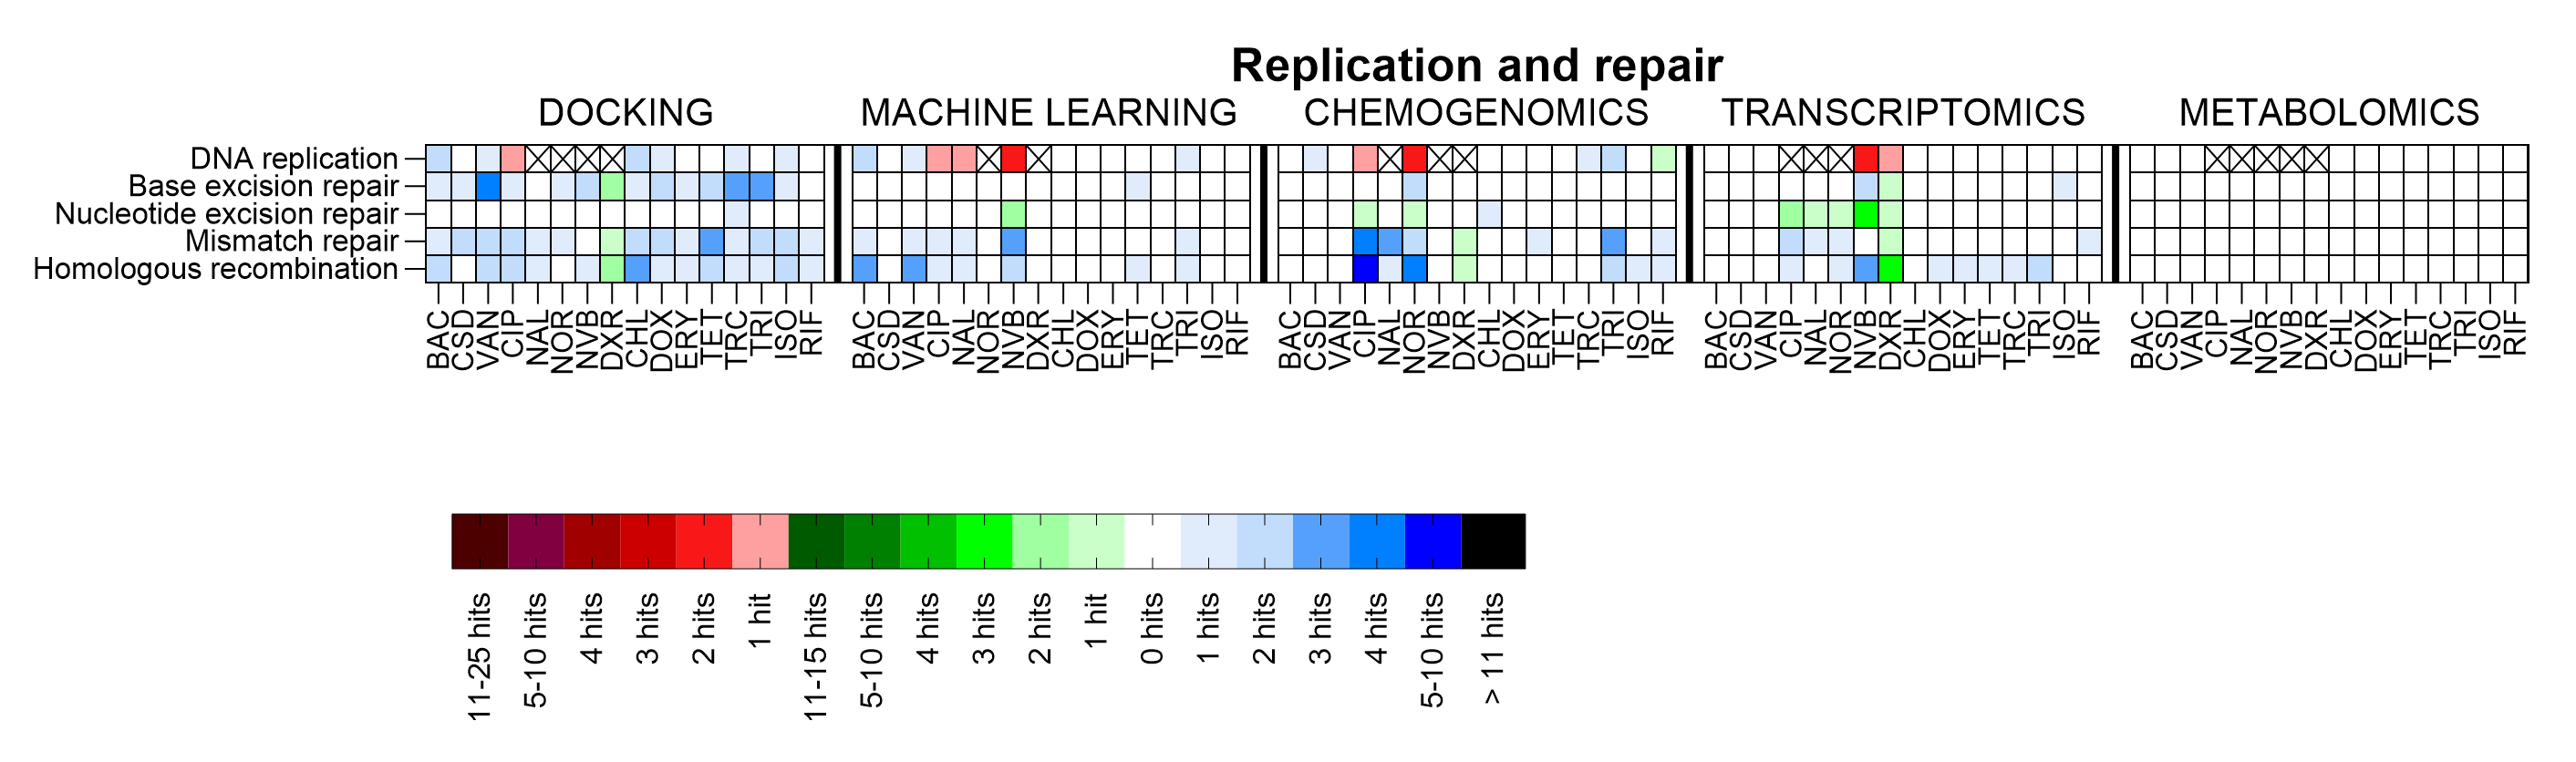 Replication and repair
DOCKING MACHINE LEARNING CHEMOGENOMICS TRANSCRIPTOMICS METABOLOMICS
DNA replication
Base excision repair
Nucleotide excision repair
Mismatch repair
Homologous recombination
BAC CSD VAN CIP NAL NOR NVB DXR CHL DOX ERY TET TRC TRI ISO RIF BAC CSD VAN CIP NAL NOR NVB DXR CHL DOX ERY TET TRC TRI ISO RIF BAC CSD VAN CIP NAL NOR NVB DXR CHL DOX ERY TET TRC TRI ISO RIF BAC CSD VAN CIP NAL NOR NVB DXR CHL DOX ERY TET TRC TRI ISO RIF BAC CSD VAN CIP NAL NOR NVB DXR CHL DOX ERY TET TRC TRI ISO RIF
11-25 hits
5-10 hits
4 hits
3 hits
2 hits
1 hit
11-15 hits
5-10 hits
4 hits
3 hits
2 hits
1 hit
0 hits
1 hits
2 hits
3 hits
4 hits
5-10 hits
> 11 hits